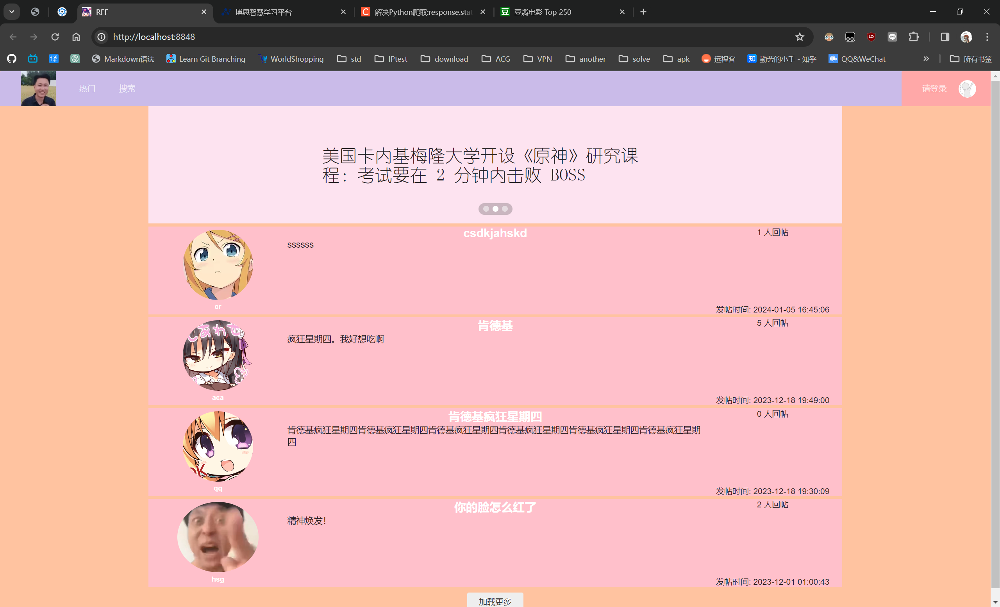 RFF
博思智慧学习平台
解决Python爬取:response.stat
豆瓣电影 Top 250
http://localhost:8848
译
Markdown语法
Learn Git Branching
WorldShopping
std
IPtest
download
ACG
VPN
another
solve
apk
远程客
知
勤劳的小手 - 知乎
QQ&WeChat
所有书签
热门
搜索
请登录
美国卡内基梅隆大学开设《原神》研究课
程：考试要在 2 分钟内击败 BOSS
csdkjahskd
1 人回帖
ssssss
cr
发帖时间: 2024-01-05 16:45:06
肯德基
5 人回帖
しあわせ
疯狂星期四。我好想吃啊
aca
发帖时间: 2023-12-18 19:49:00
肯德基疯狂星期四
0 人回帖
肯德基疯狂星期四肯德基疯狂星期四肯德基疯狂星期四肯德基疯狂星期四肯德基疯狂星期四肯德基疯狂星期
四
qq
发帖时间: 2023-12-18 19:30:09
你的脸怎么红了
2 人回帖
精神焕发！
hsg
发帖时间: 2023-12-01 01:00:43
加载更多